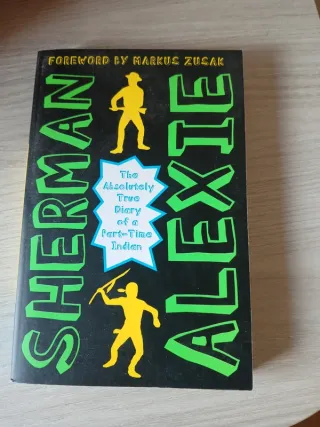 FOREWORD BY MARKUS ZUSAK
SHERMAN
ALEXIE
The
Absolutely
True
Diary
of a
Part-Time
Indian